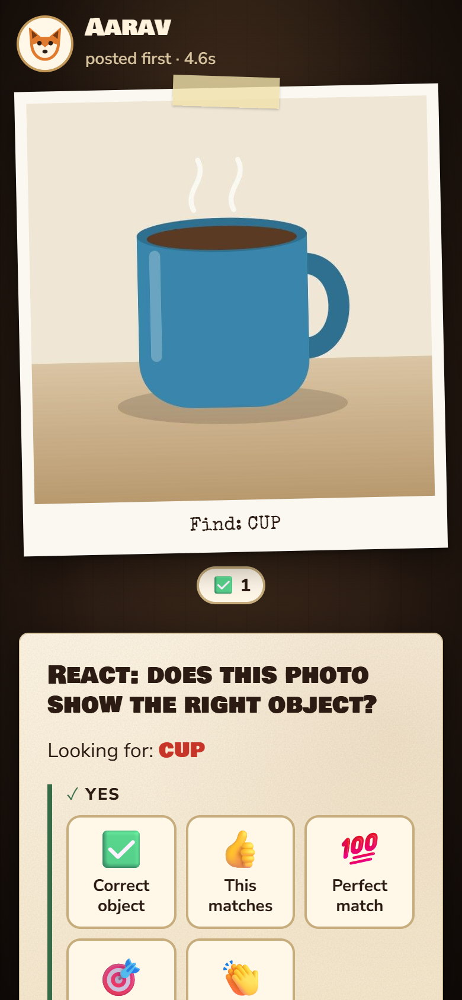 Aarav
posted first · 4.6s
Find: CUP
✅ 1
React: does this photo
show the right object?
Looking for: CUP
✓ YES
Correct
object
This
matches
💯
Perfect
match